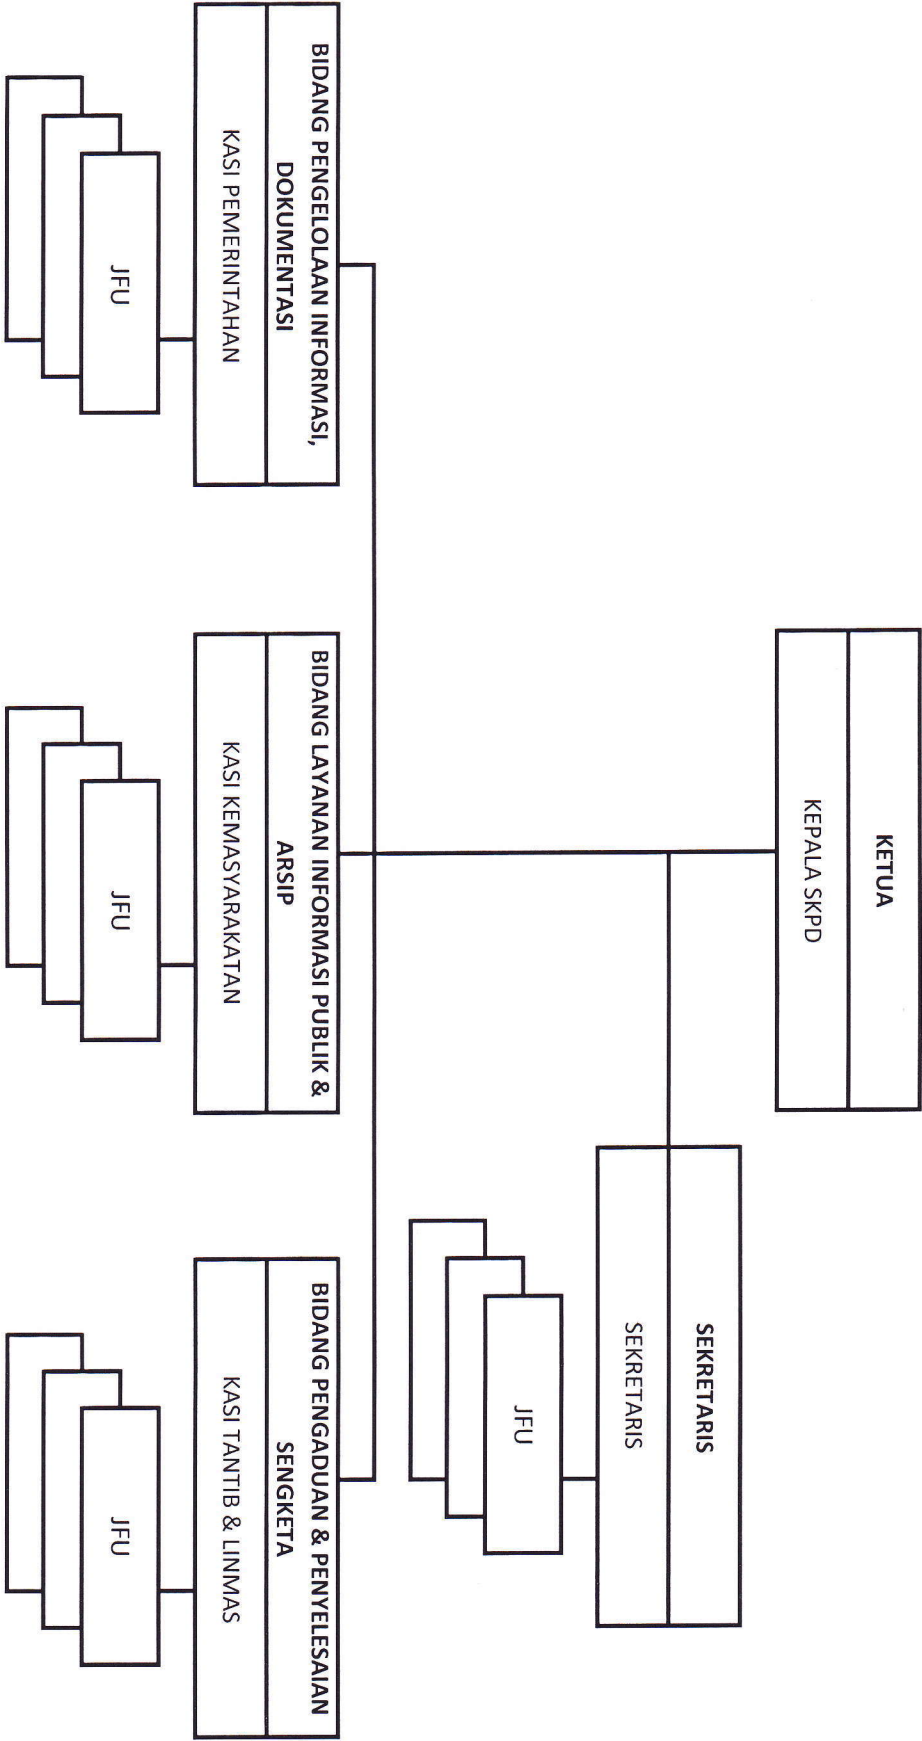 KETUA
KEPALA SKPD
SEKRETARIS
SEKRETARIS
JFU
BIDANG PENGELOLAAN INFORMASI,
DOKUMENTASI
KASI PEMERINTAHAN
JFU
BIDANG LAYANAN INFORMASI PUBLIK &
ARSIP
KASI KEMASYARAKATAN
JFU
BIDANG PENGADUAN & PENYELESAIAN
SENGKETA
KASI TANTIB & LINMAS
JFU